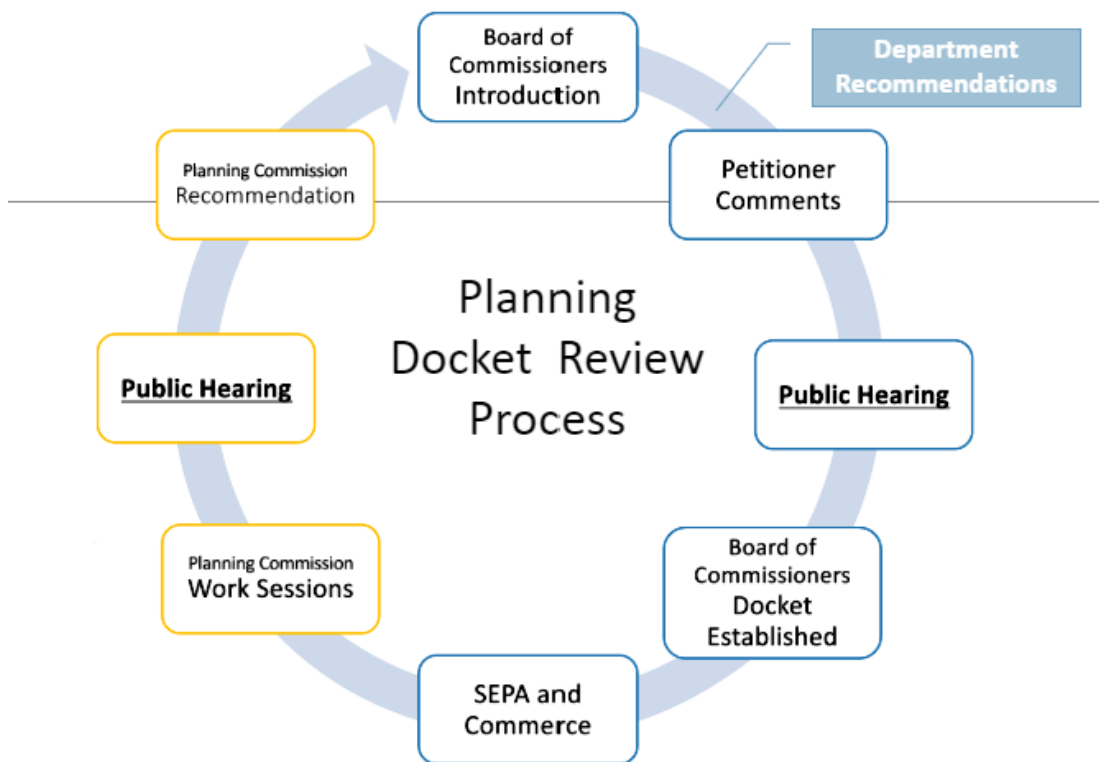 Board of
Commissioners
Introduction
Department
Recommendations
Petitioner
Comments
Public Hearing
Board of
Commissioners
Docket
Established
SEPA and
Commerce
Planning Commission
Work Sessions
Public Hearing
Planning Commission
Recommendation
Planning
Docket Review
Process